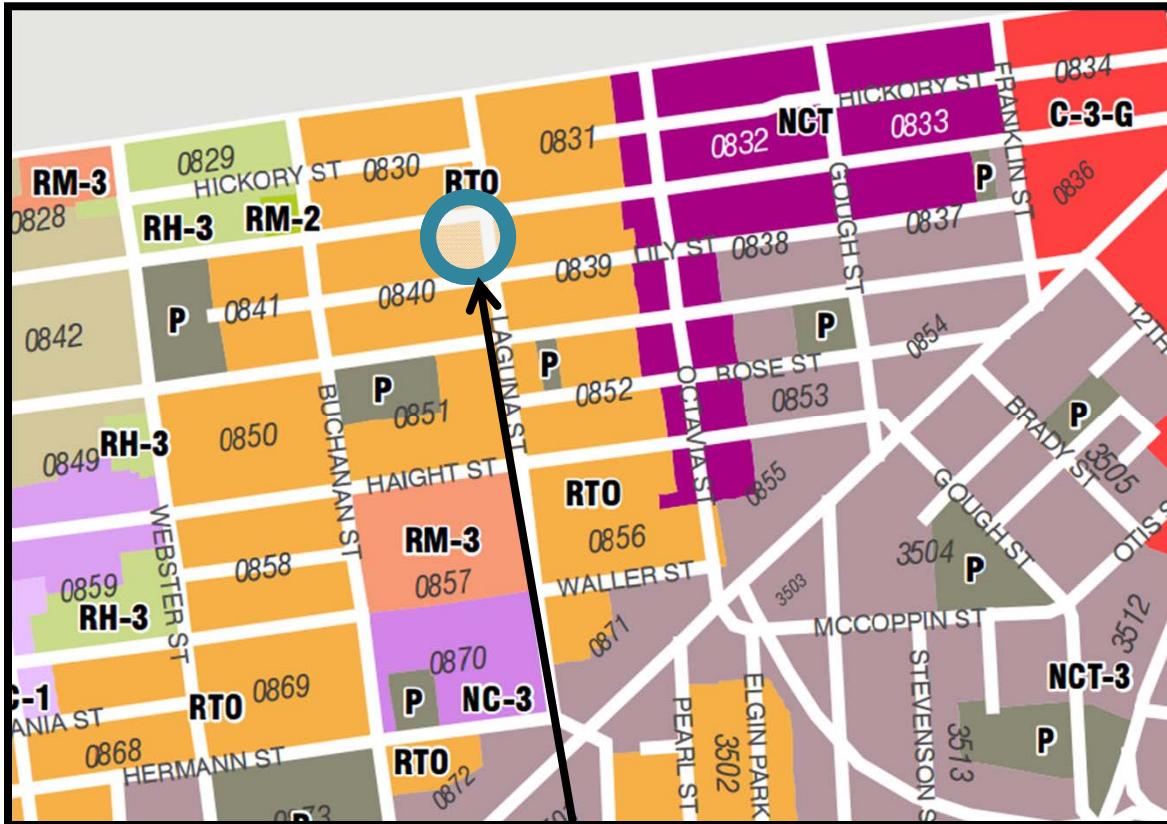 0834
HICKORY ST
FRANKLIN ST
C-3-G
NCT
0833
0832
0831
0829
0830
HICKORY ST
RM-3
0828
RH-3
RM-2
RTO
P
0836
0837
GOUGH ST
0838
LILY ST
0839
0840
0841
P
0842
P
0854
12TH
ROSE ST
0853
LAGUNA ST
P
0852
OCTAVIA ST
P
0851
BUCHANAN ST
0850
RH-3
0849
P
BRADY ST
3505
HAIGHT ST
RTO
0855
GOUGH ST
OTIS S
WEBSTER ST
RM-3
0857
0856
0858
0859
RH-3
WALLER ST
3503
3504
P
MCCOPPIN ST
3512
0871
0870
P
NC-3
C-1
RTO
0869
ANIA ST
0868
HERMANN ST
RTO
0872
PEARL ST
3502
ELGIN PARK
STEVENSON S
NCT-3
3513
P